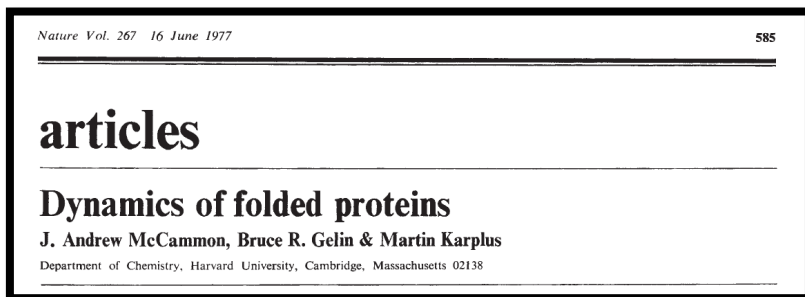 Nature Vol. 267 16 June 1977 585
articles
Dynamics of folded proteins
J. Andrew McCammon, Bruce R. Gelin & Martin Karplus
Department of Chemistry, Harvard University, Cambridge, Massachusetts 02138